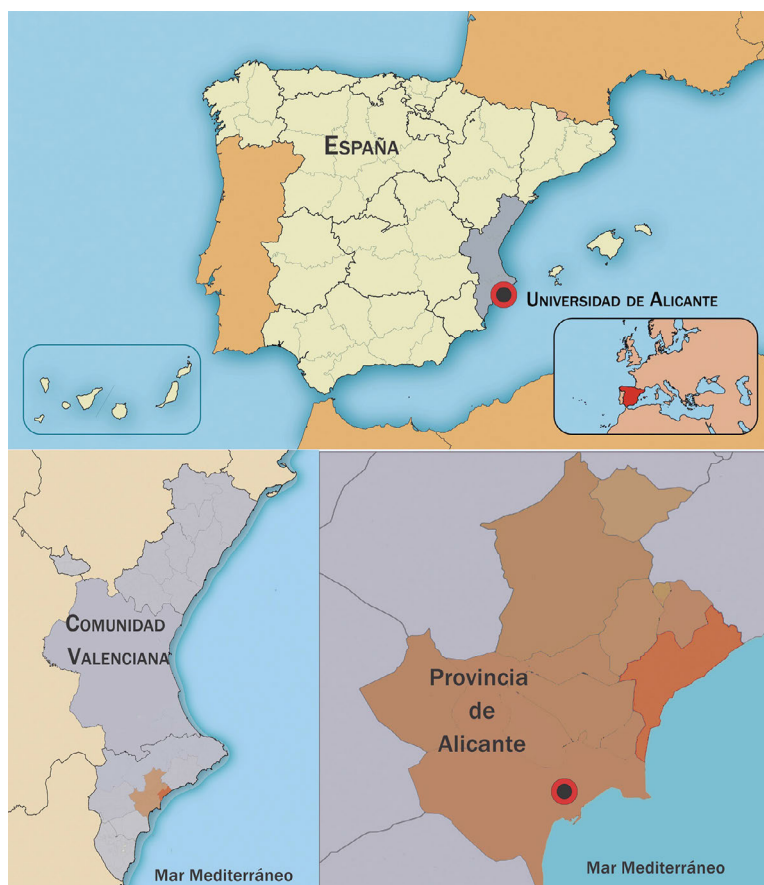 ESPAÑA
UNIVERSIDAD DE ALICANTE
COMUNIDAD
VALENCIANA
Mar Mediterráneo
Provincia
de
Alicante
Mar Mediterráneo